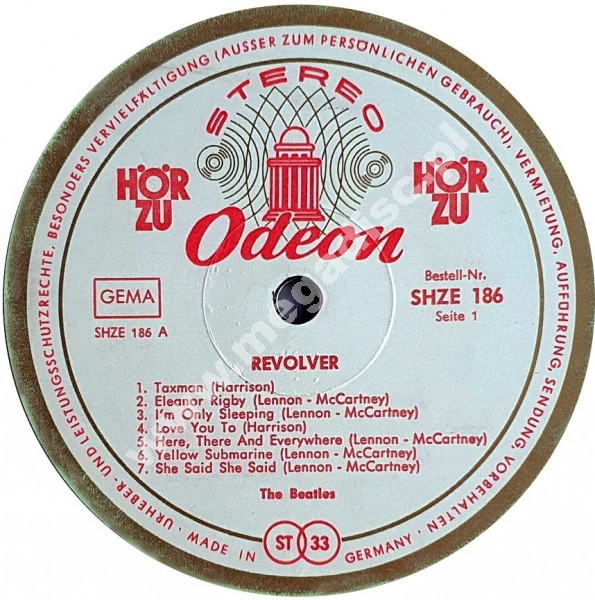 URHEBER- UND LEISTUNGSSCHUTZRECHTE, BESONDERS VERVIELFÄLTIGUNG (AUSSER ZUM PERSÖNLICHEN GEBRAUCH), VERMIETUNG, AUFFÜHRUNG, SENDUNG, VORBEHALTEN · MADE IN GERMANY ·
STEREO
HÖR ZU
HÖR ZU
Odeon
GEMA
SHZE 186 A
Bestell-Nr.
SHZE 186
Seite 1
REVOLVER
1. Taxman (Harrison)
2. Eleanor Rigby (Lennon - McCartney)
3. I'm Only Sleeping (Lennon - McCartney)
4. Love You To (Harrison)
5. Here, There And Everywhere (Lennon - McCartney)
6. Yellow Submarine (Lennon - McCartney)
7. She Said She Said (Lennon - McCartney)
The Beatles
ST 33
www.megadisc.pl